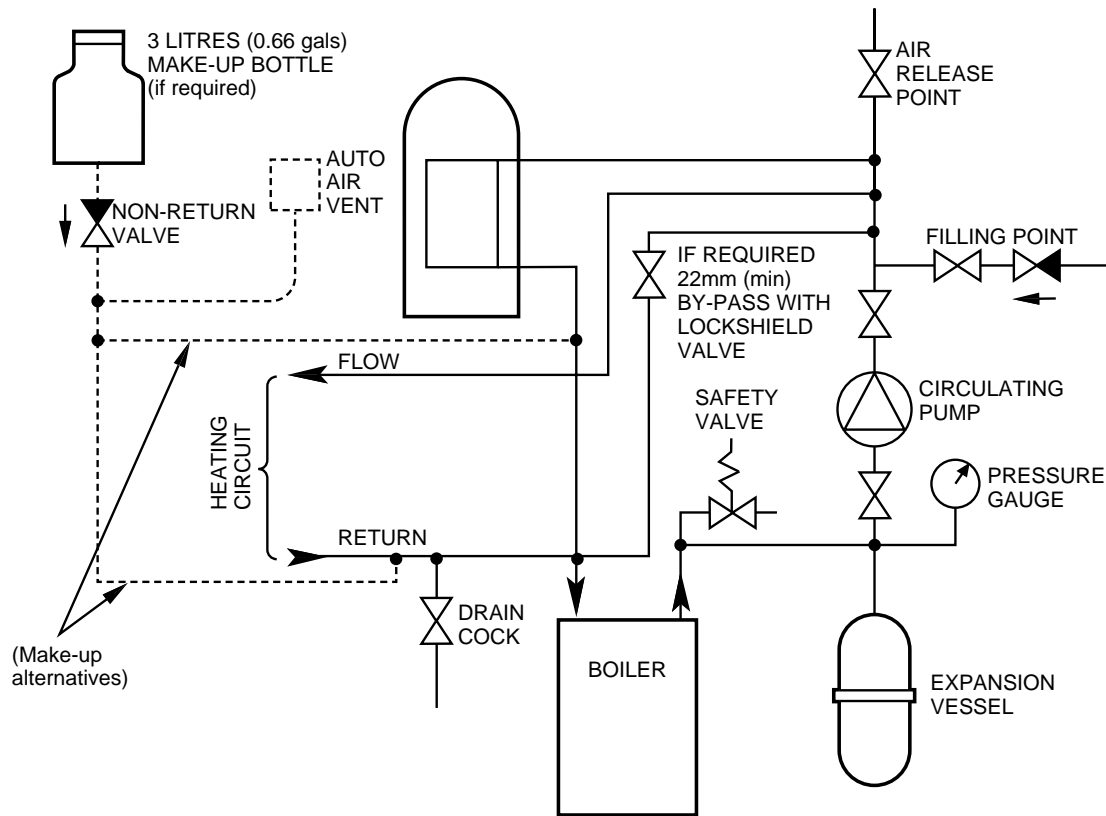 3 LITRES (0.66 gals)
MAKE-UP BOTTLE
(if required)
AIR
RELEASE
POINT
AUTO
AIR
VENT
NON-RETURN
VALVE
FILLING POINT
IF REQUIRED
22mm (min)
BY-PASS WITH
LOCKSHIELD
VALVE
FLOW
SAFETY
VALVE
CIRCULATING
PUMP
HEATING
CIRCUIT
PRESSURE
GAUGE
RETURN
DRAIN
COCK
(Make-up
alternatives)
BOILER
EXPANSION
VESSEL